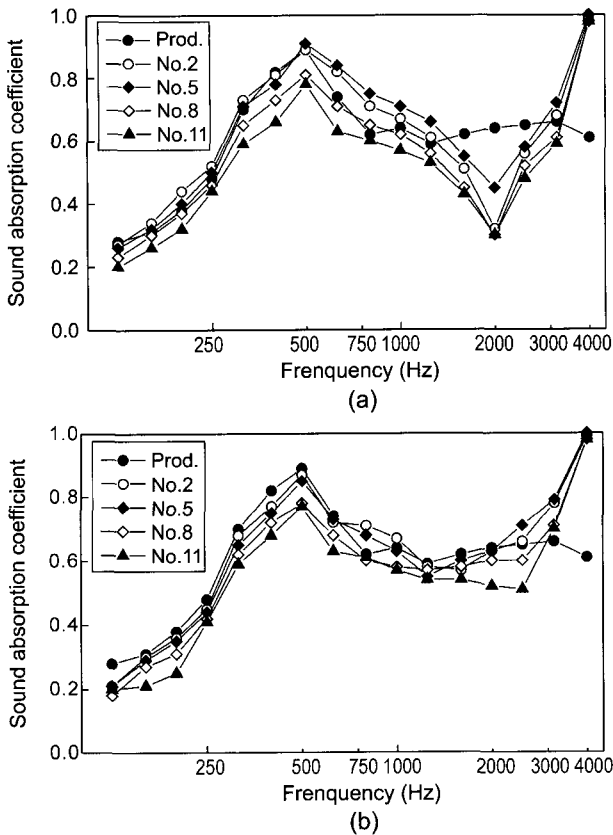 Sound absorption coefficient
1.0
0.8
0.6
0.4
0.2
0.0
Prod.
No.2
No.5
No.8
No.11
250 500 750 1000 2000 3000 4000
Frenquency (Hz)
(a)
Sound absorption coefficient
1.0
0.8
0.6
0.4
0.2
0.0
Prod.
No.2
No.5
No.8
No.11
250 500 750 1000 2000 3000 4000
Frenquency (Hz)
(b)